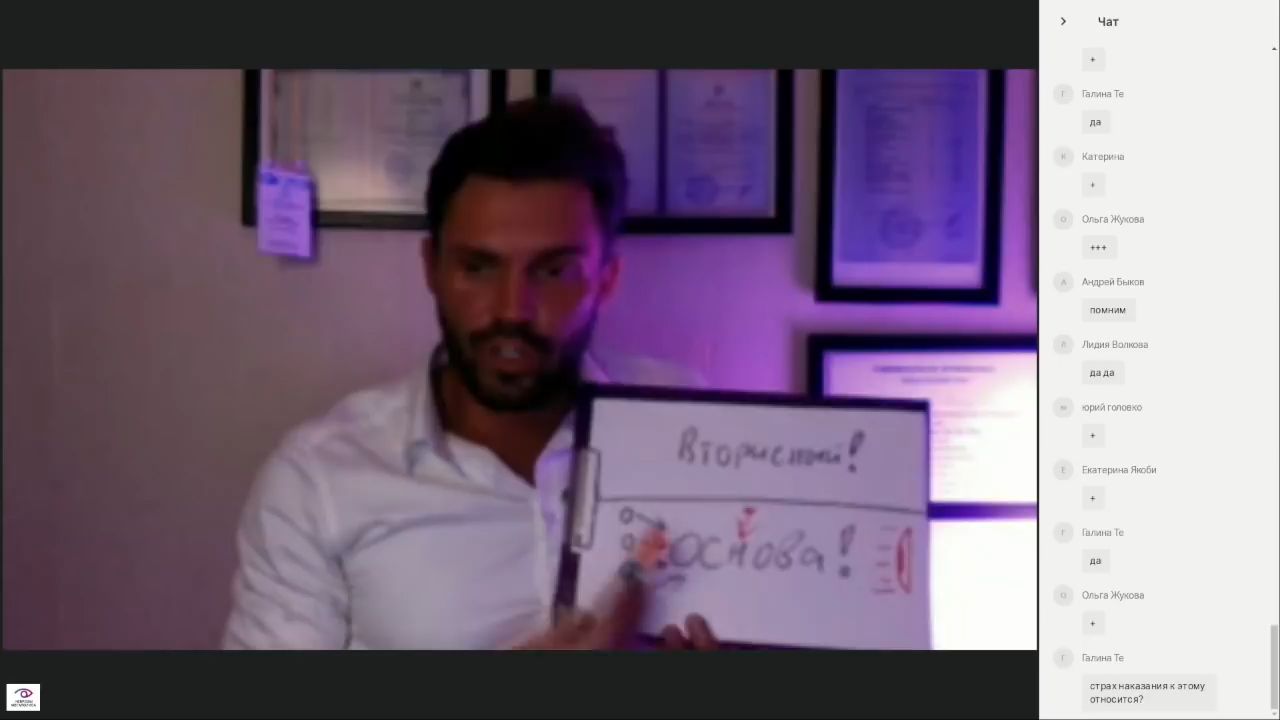 Вторичный!
Основа!
Чат
+
Галина Те
да
Катерина
+
Ольга Жукова
+++
Андрей Быков
помним
Лидия Волкова
да да
юрий головко
+
Екатерина Якоби
+
Галина Те
да
Ольга Жукова
+
Галина Те
страх наказания к этому
относится?